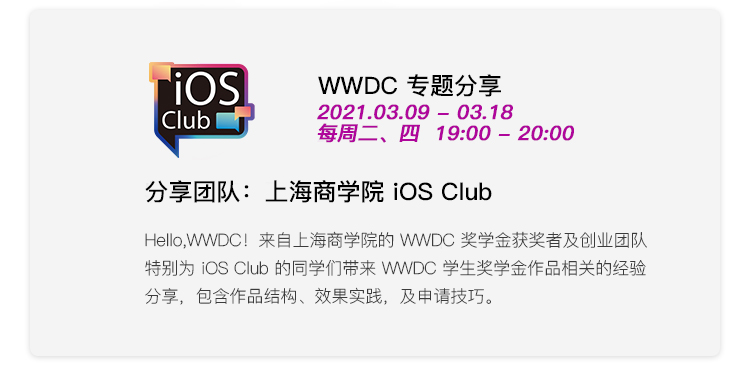 iOS
Club
WWDC 专题分享
2021.03.09 - 03.18
每周二、四 19:00 - 20:00
分享团队：上海商学院 iOS Club
Hello,WWDC！来自上海商学院的 WWDC 奖学金获奖者及创业团队
特别为 iOS Club 的同学们带来 WWDC 学生奖学金作品相关的经验
分享，包含作品结构、效果实践，及申请技巧。